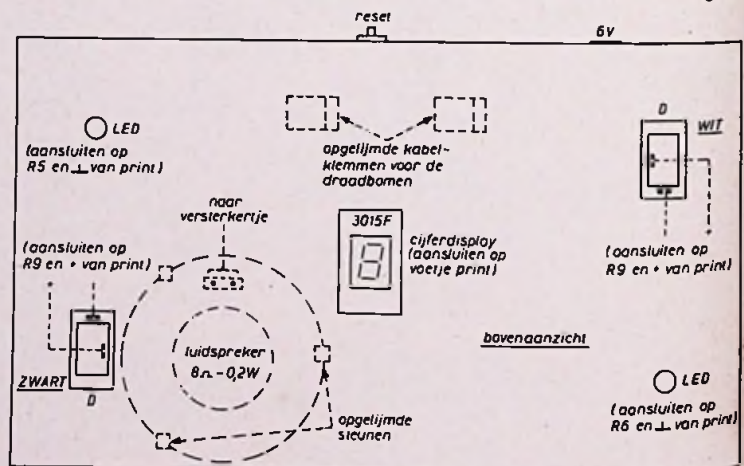 reset
6V
LED
(aansluiten op
R5 en ⊥ van print)
opgelijmde kabel-
klemmen voor de
draadbomen
D
WIT
naar
versterkertje
3015F
cijferdisplay
(aansluiten op
voetje print)
(aansluiten op
R9 en + van print)
(aansluiten op
R9 en + van print)
luidspreker
8Ω-0,2W
bovenaanzicht
ZWART
D
opgelijmde
steunen
LED
(aansluiten op
R6 en ⊥ van print)